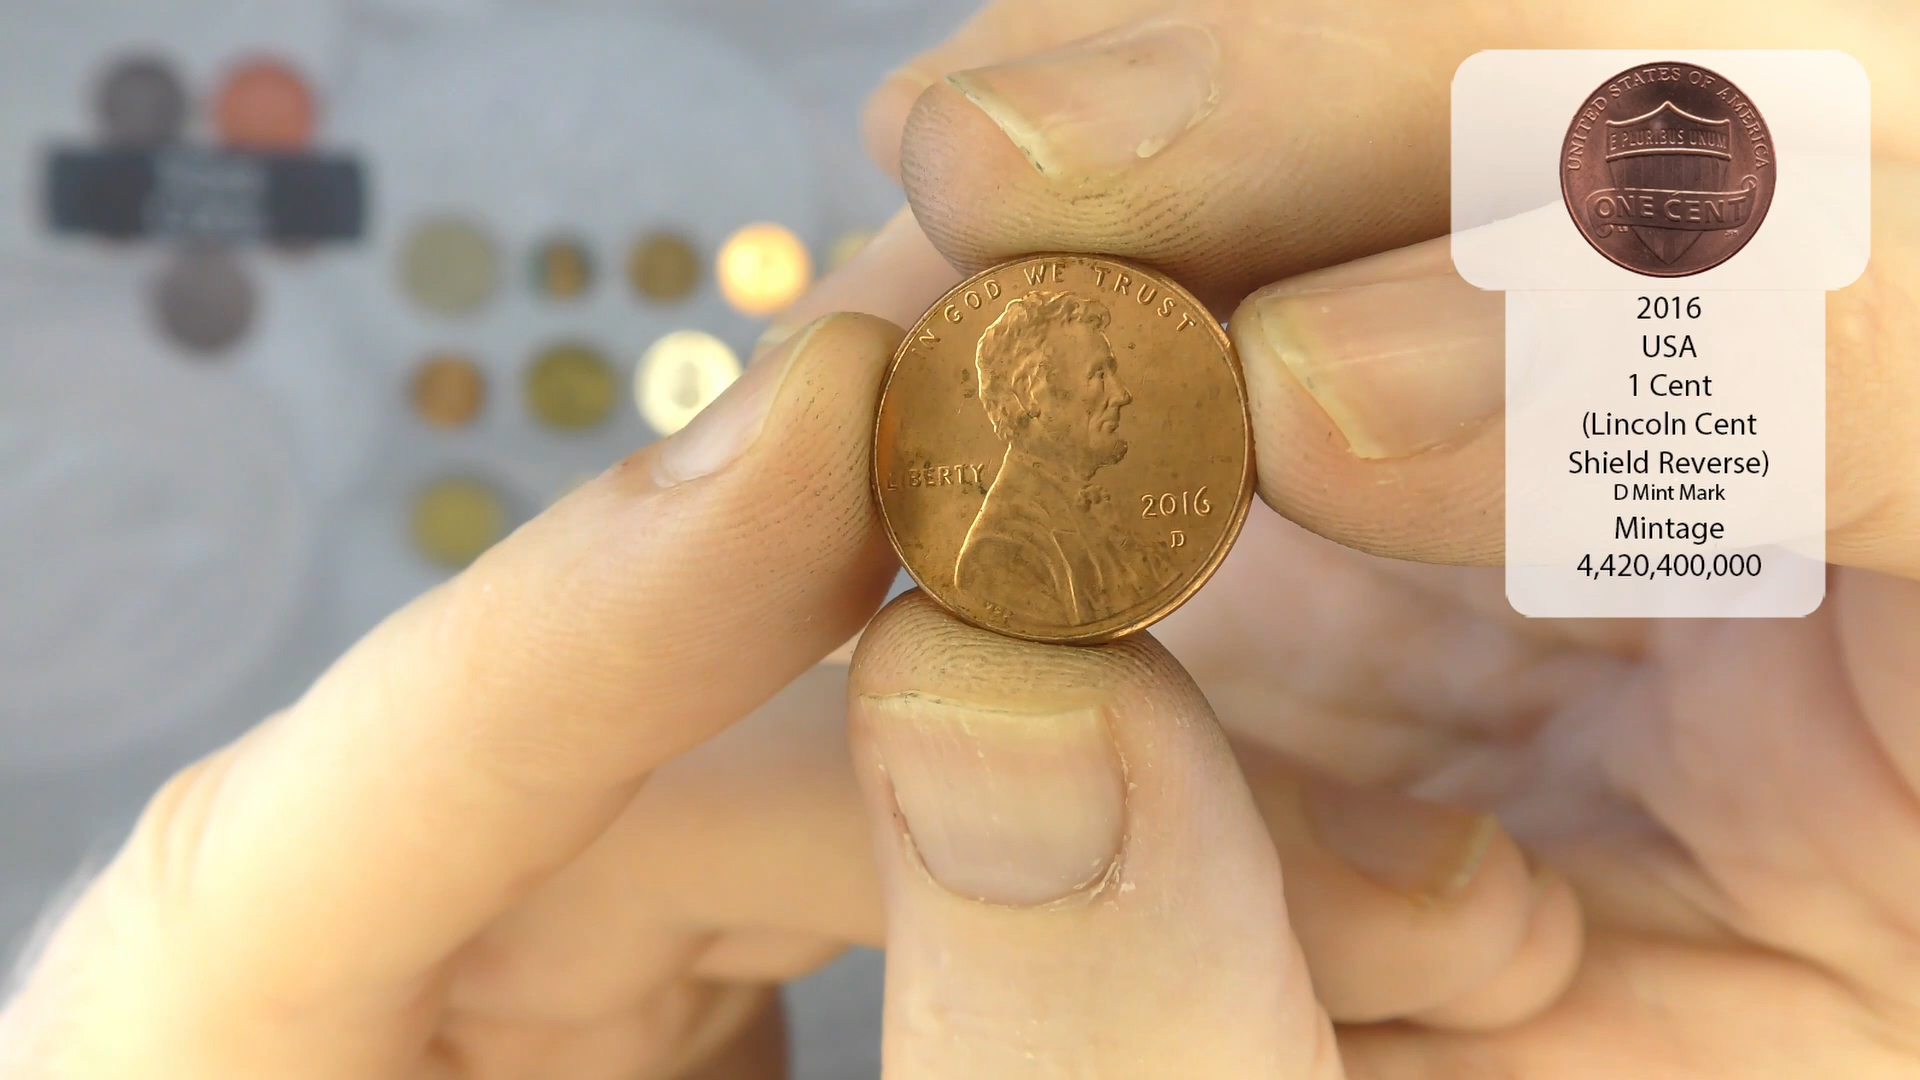 IN GOD WE TRUST
LIBERTY
2016
D
UNITED STATES OF AMERICA
E PLURIBUS UNUM
ONE CENT
2016
USA
1 Cent
(Lincoln Cent
Shield Reverse)
D Mint Mark
Mintage
4,420,400,000